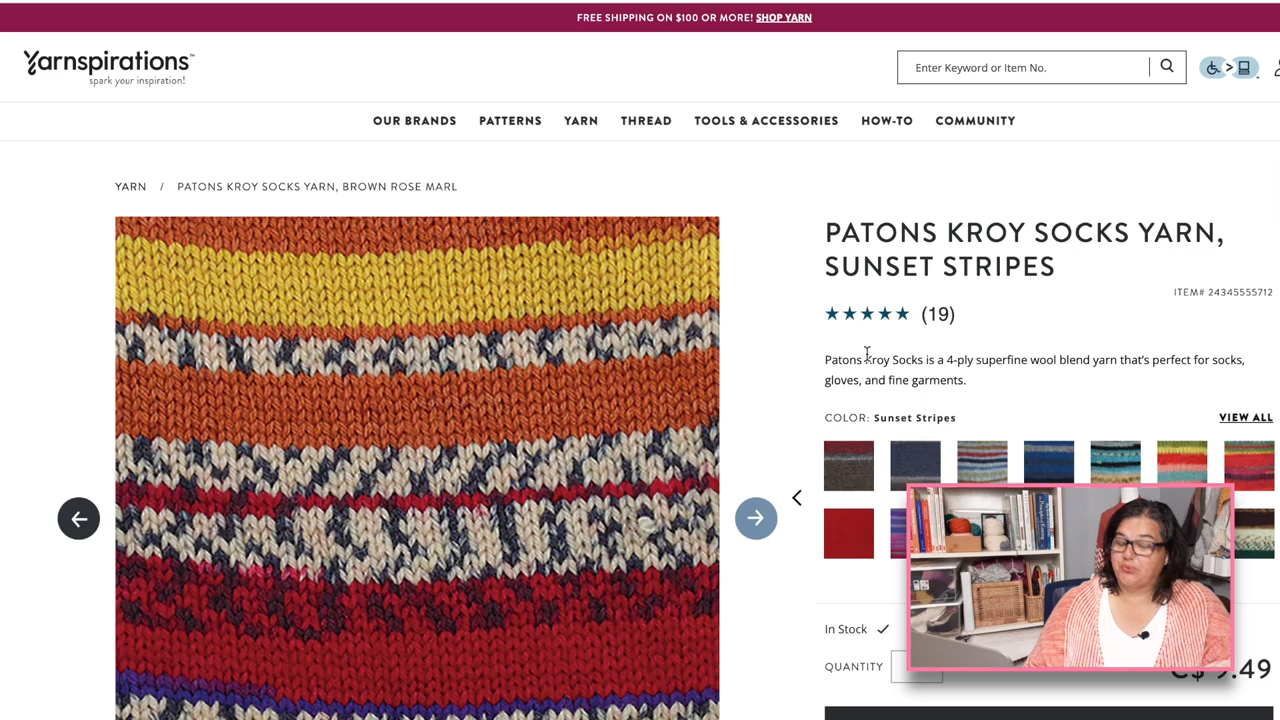 FREE SHIPPING ON $100 OR MORE! SHOP YARN
Yarnspirations™
spark your inspiration!
Enter Keyword or Item No.
OUR BRANDS PATTERNS YARN THREAD TOOLS & ACCESSORIES HOW-TO COMMUNITY
YARN / PATONS KROY SOCKS YARN, BROWN ROSE MARL
PATONS KROY SOCKS YARN,
SUNSET STRIPES
ITEM# 24345555712
(19)
Patons Kroy Socks is a 4-ply superfine wool blend yarn that's perfect for socks,
gloves, and fine garments.
COLOR: Sunset Stripes
VIEW ALL
In Stock
QUANTITY
C$ 9.49